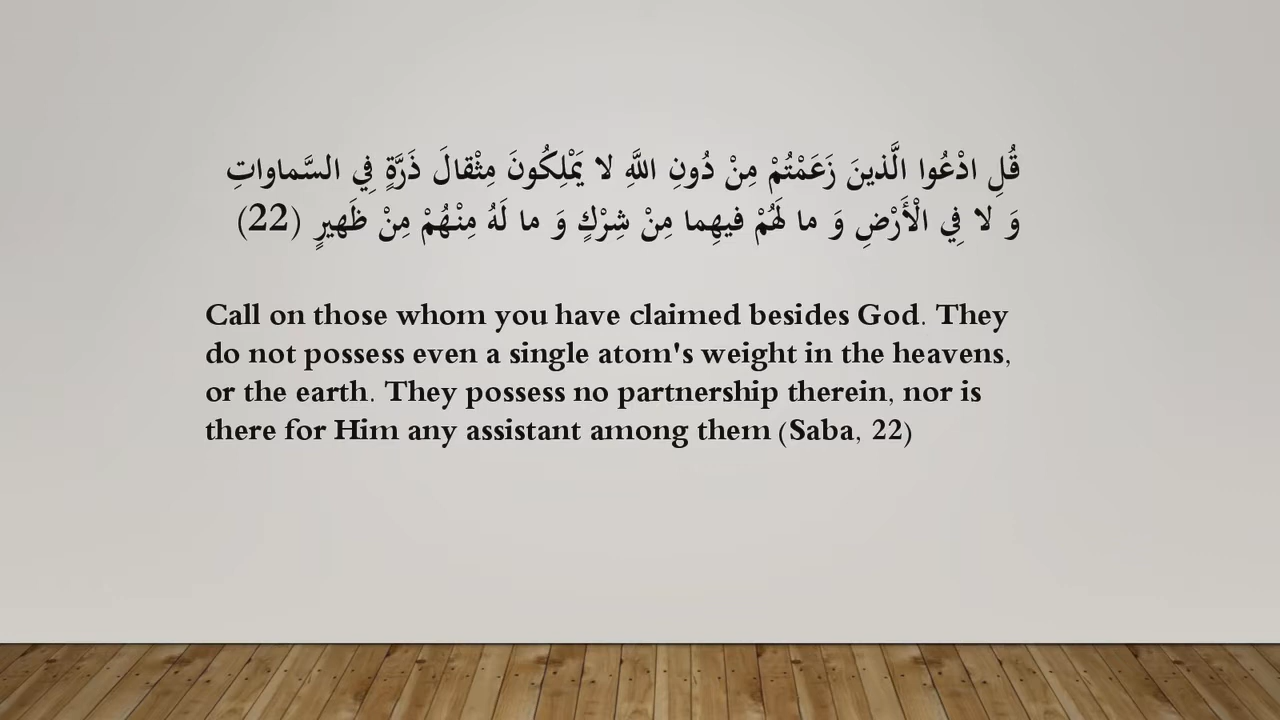 قُلِ ادْعُوا الَّذينَ زَعَمْتُمْ مِنْ دُونِ اللَّهِ لا يَمْلِكُونَ مِثْقالَ ذَرَّةٍ فِي السَّماواتِ
وَ لا فِي الْأَرْضِ وَ ما لَهُمْ فيهِما مِنْ شِرْكٍ وَ ما لَهُ مِنْهُمْ مِنْ ظَهيرٍ (22)
Call on those whom you have claimed besides God. They
do not possess even a single atom's weight in the heavens,
or the earth. They possess no partnership therein, nor is
there for Him any assistant among them (Saba, 22)